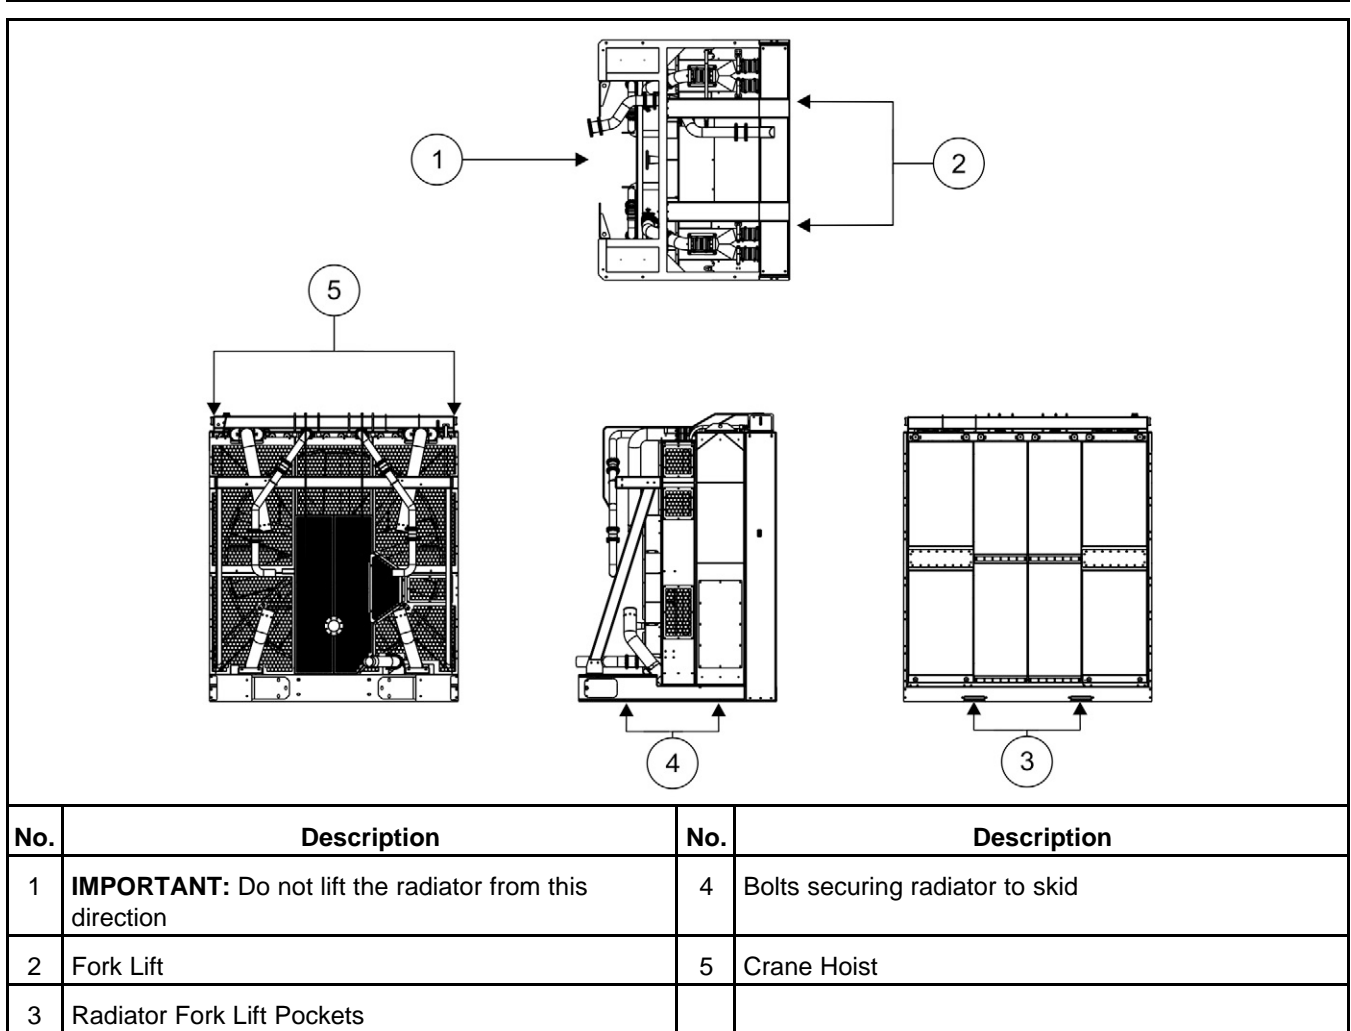 1
2
5
4
3
No. Description No. Description
1 IMPORTANT: Do not lift the radiator from this 4 Bolts securing radiator to skid
direction
2 Fork Lift 5 Crane Hoist
3 Radiator Fork Lift Pockets